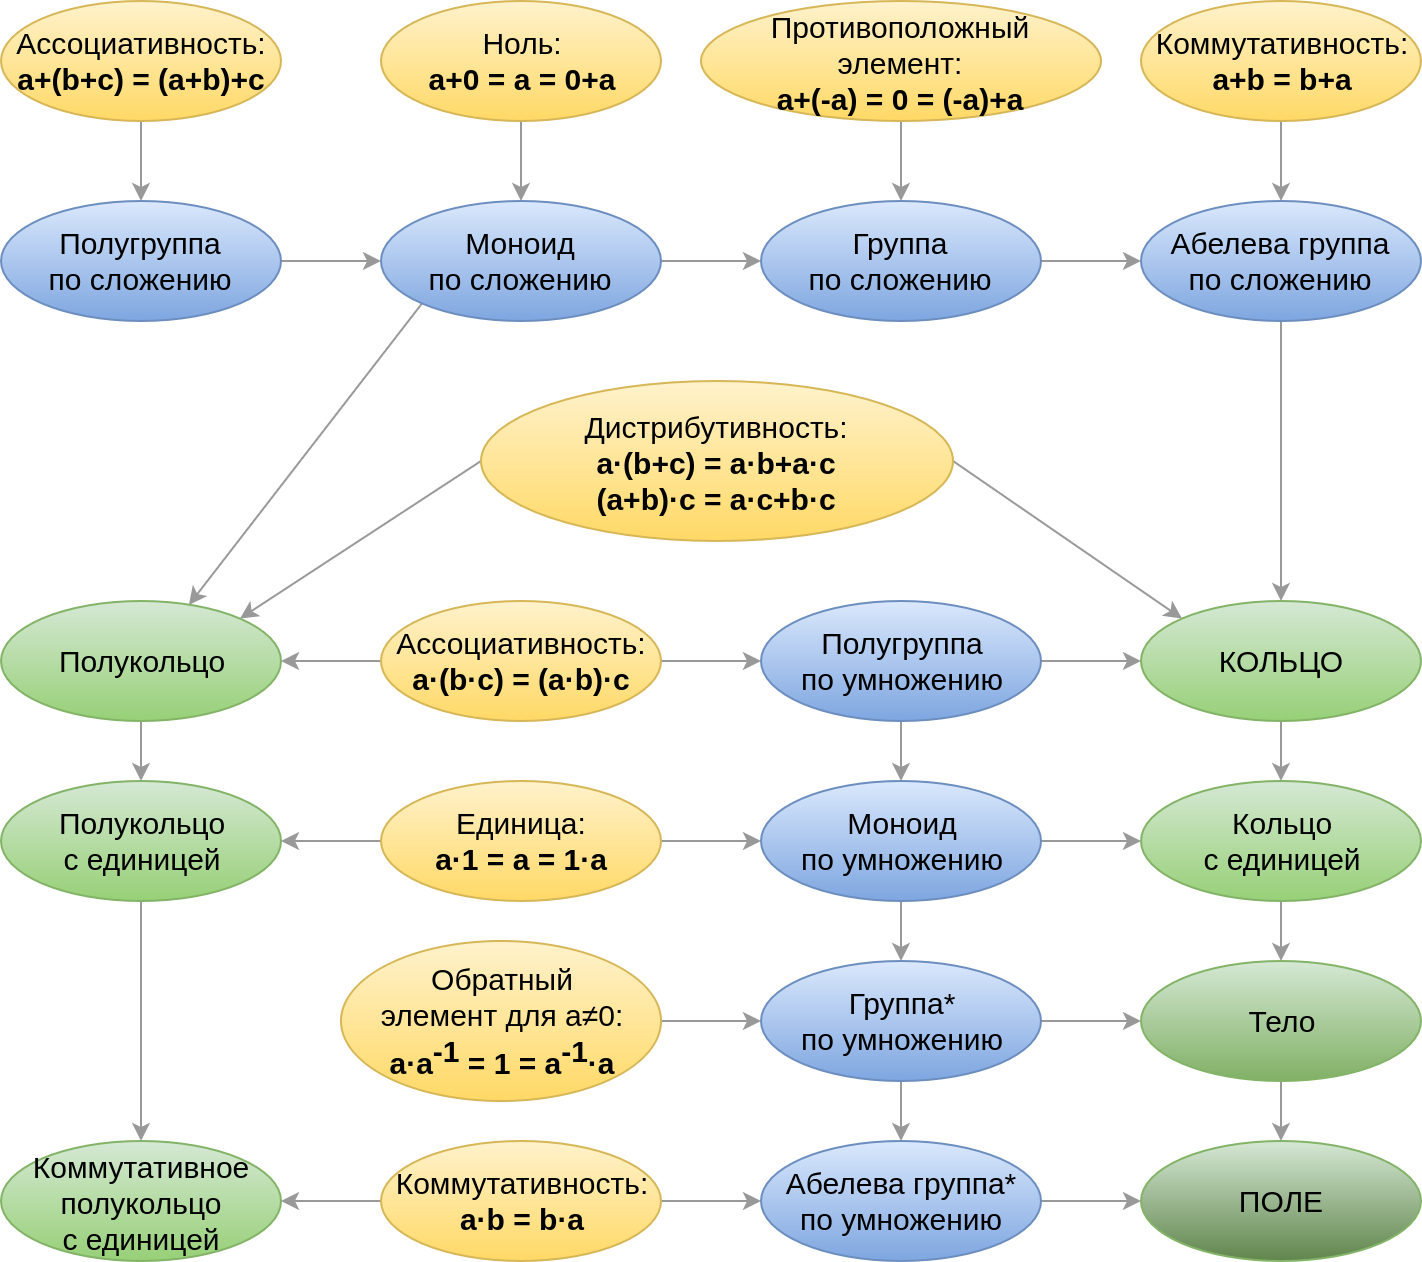 Ассоциативность:
a+(b+c) = (a+b)+c
Ноль:
a+0 = a = 0+a
Противоположный
элемент:
a+(-a) = 0 = (-a)+a
Коммутативность:
a+b = b+a
Полугруппа
по сложению
Моноид
по сложению
Группа
по сложению
Абелева группа
по сложению
Дистрибутивность:
a·(b+c) = a·b+a·c
(a+b)·c = a·c+b·c
Полукольцо
Ассоциативность:
a·(b·c) = (a·b)·c
Полугруппа
по умножению
КОЛЬЦО
Полукольцо
с единицей
Единица:
a·1 = a = 1·a
Моноид
по умножению
Кольцо
с единицей
Обратный
элемент для a≠0:
a·a⁻¹ = 1 = a⁻¹·a
Группа*
по умножению
Тело
Коммутативное
полукольцо
с единицей
Коммутативность:
a·b = b·a
Абелева группа*
по умножению
ПОЛЕ